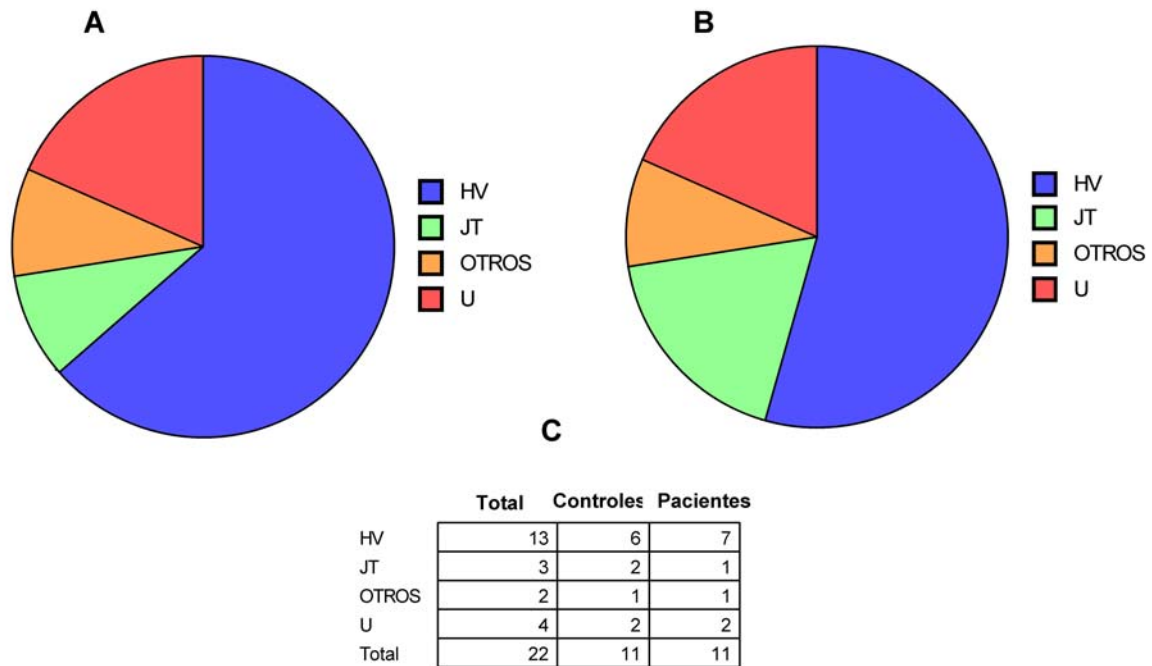 A
HV
JT
OTROS
U
B
HV
JT
OTROS
U
C
Total Controles Pacientes
HV 13 6 7
JT 3 2 1
OTROS 2 1 1
U 4 2 2
Total 22 11 11